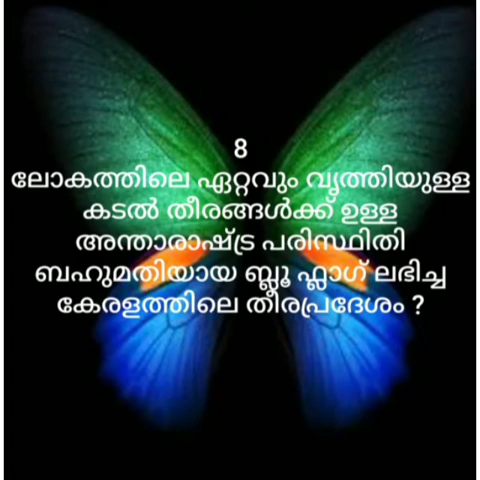 8
ലോകത്തിലെ ഏറ്റവും വൃത്തിയുള്ള
കടൽ തീരങ്ങൾക്ക് ഉള്ള
അന്താരാഷ്ട്ര പരിസ്ഥിതി
ബഹുമതിയായ ബ്ലൂ ഫ്ലാഗ് ലഭിച്ച
കേരളത്തിലെ തീരപ്രദേശം ?